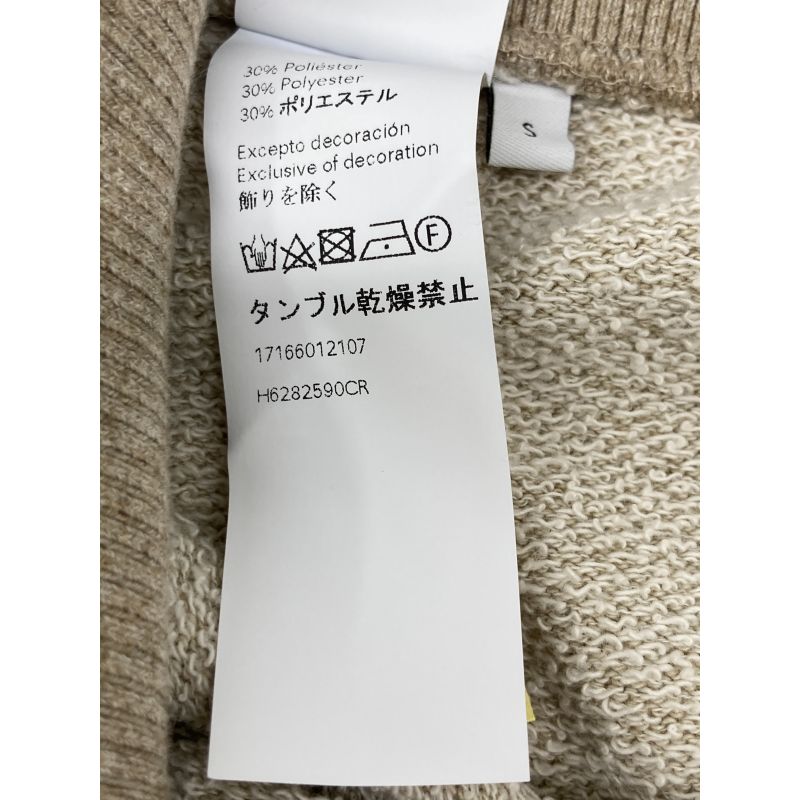 30% Poliéster
30% Polyester
30% ポリエステル
Excepto decoración
Exclusive of decoration
飾りを除く
F
タンブル乾燥禁止
17166012107
H6282590CR
S